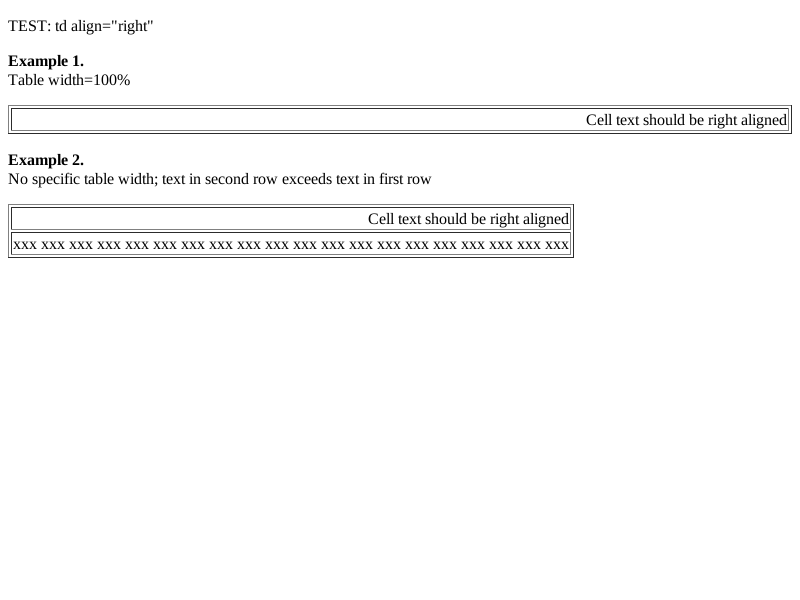 TEST: td align="right"
Example 1.
Table width=100%
Cell text should be right aligned
Example 2.
No specific table width; text in second row exceeds text in first row
Cell text should be right aligned
xxx xxx xxx xxx xxx xxx xxx xxx xxx xxx xxx xxx xxx xxx xxx xxx xxx xxx xxx xxx